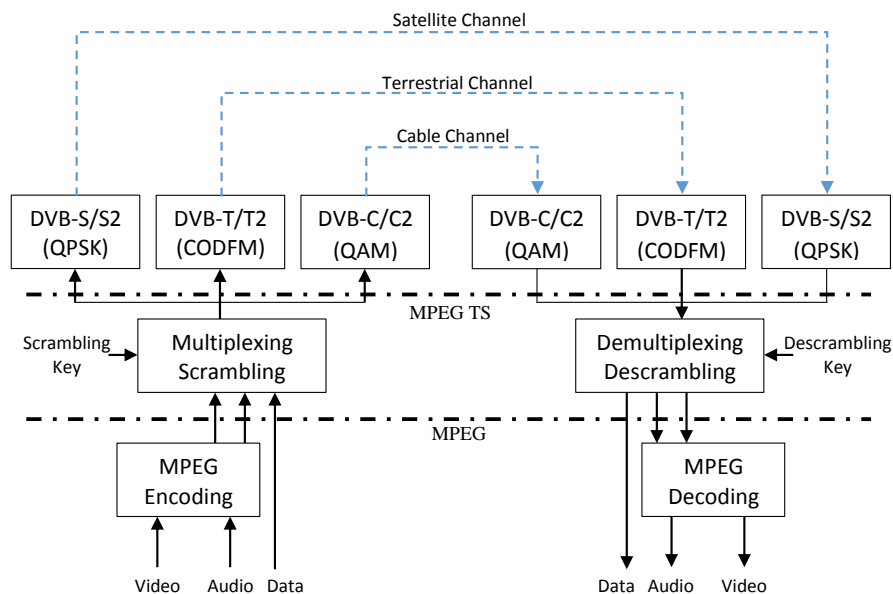 Satellite Channel
Terrestrial Channel
Cable Channel
DVB-S/S2
(QPSK)
DVB-T/T2
(CODFM)
DVB-C/C2
(QAM)
DVB-C/C2
(QAM)
DVB-T/T2
(CODFM)
DVB-S/S2
(QPSK)
MPEG TS
Scrambling
Key
Multiplexing
Scrambling
Demultiplexing
Descrambling
Descrambling
Key
MPEG
MPEG
Encoding
MPEG
Decoding
Video
Audio
Data
Data
Audio
Video